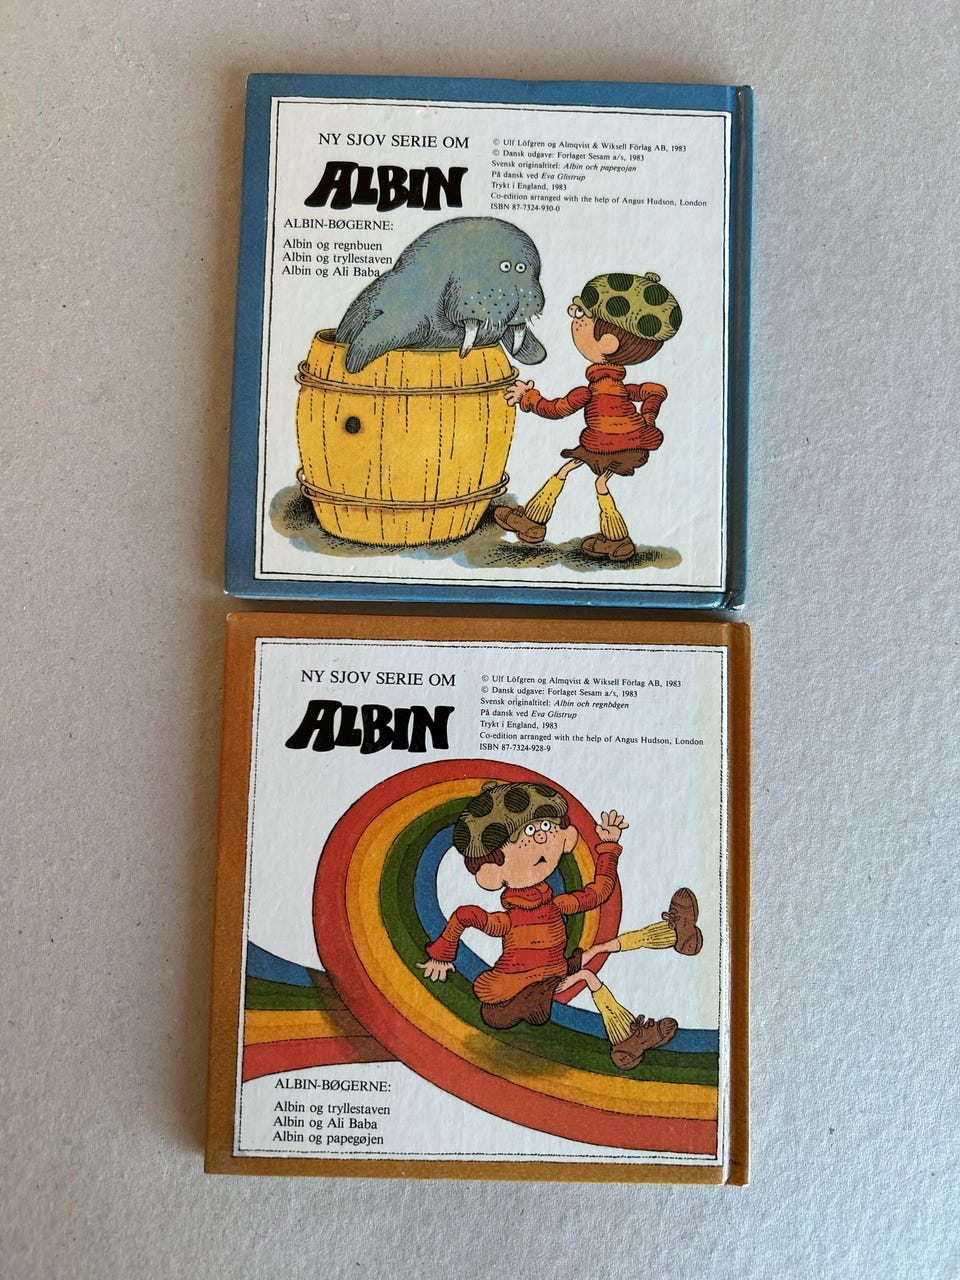 NY SJOV SERIE OM
ALBIN
© Ulf Löfgren og Almqvist & Wiksell Förlag AB, 1983
© Dansk udgave: Forlaget Sesam a/s, 1983
Svensk originaltitel: Albin och papegojan
På dansk ved Eva Glistrup
Trykt i England, 1983
Co-edition arranged with the help of Angus Hudson, London
ISBN 87-7324-930-0
ALBIN-BØGERNE:
Albin og regnbuen
Albin og tryllestaven
Albin og Ali Baba
NY SJOV SERIE OM
ALBIN
© Ulf Löfgren og Almqvist & Wiksell Förlag AB, 1983
© Dansk udgave: Forlaget Sesam a/s, 1983
Svensk originaltitel: Albin och regnbågen
På dansk ved Eva Glistrup
Trykt i England, 1983
Co-edition arranged with the help of Angus Hudson, London
ISBN 87-7324-928-9
ALBIN-BØGERNE:
Albin og tryllestaven
Albin og Ali Baba
Albin og papegøjen